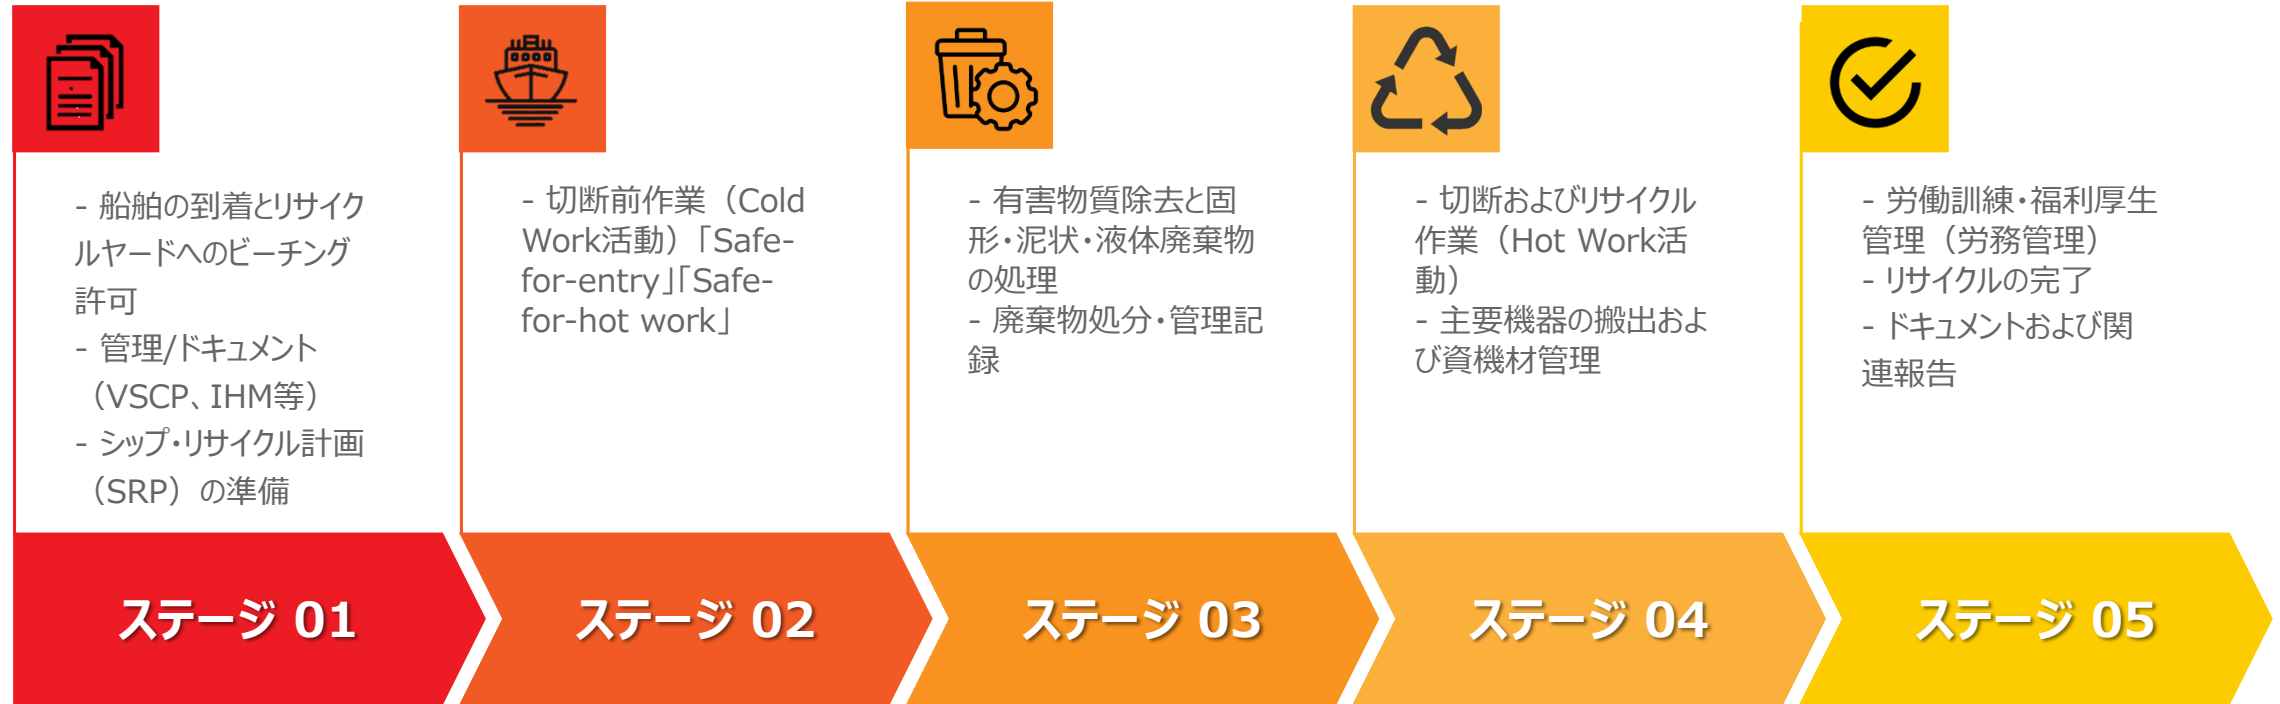 - 船舶の到着とリサイク
ルヤードへのビーチング
許可
- 管理/ドキュメント
（VSCP、IHM等）
- シップ・リサイクル計画
（SRP）の準備
- 切断前作業（Cold
Work活動）「Safe-
for-entry」「Safe-
for-hot work」
- 有害物質除去と固
形・泥状・液体廃棄物
の処理
- 廃棄物処分・管理記
録
- 切断およびリサイクル
作業（Hot Work活
動）
- 主要機器の搬出およ
び資機材管理
- 労働訓練・福利厚生
管理（労務管理）
- リサイクルの完了
- ドキュメントおよび関
連報告
ステージ 01
ステージ 02
ステージ 03
ステージ 04
ステージ 05